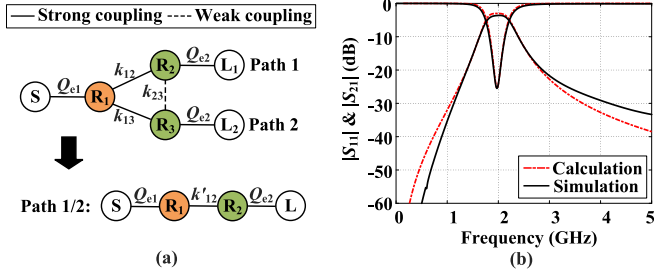 Strong coupling Weak coupling
Qe2
R2 L1 Path 1
k12
Qe1
S R1 k23
k13 Qe2
R3 L2 Path 2
Qe1 k'12 Qe2
Path 1/2: S R1 R2 L
(a)
|S11| & |S21| (dB)
0
-10
-20
-30
-40
-50
-60
Calculation
Simulation
0 1 2 3 4 5
Frequency (GHz)
(b)